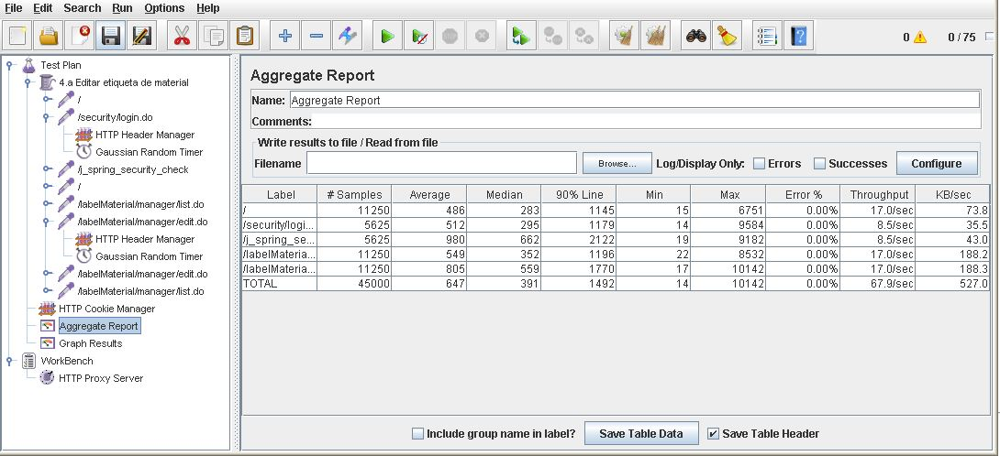 File Edit Search Run Options Help
0 0 / 75
Test Plan
4.a Editar etiqueta de material
/
/security/login.do
HTTP Header Manager
Gaussian Random Timer
/j_spring_security_check
/
/labelMaterial/manager/list.do
/labelMaterial/manager/edit.do
HTTP Header Manager
Gaussian Random Timer
/labelMaterial/manager/edit.do
/labelMaterial/manager/list.do
HTTP Cookie Manager
Aggregate Report
Graph Results
WorkBench
HTTP Proxy Server
Aggregate Report
Name: Aggregate Report
Comments:
Write results to file / Read from file
Filename Browse... Log/Display Only: Errors Successes Configure
Label # Samples Average Median 90% Line Min Max Error % Throughput KB/sec
/ 11250 486 283 1145 15 6751 0.00% 17.0/sec 73.8
/security/logi... 5625 512 295 1179 14 9584 0.00% 8.5/sec 35.5
/j_spring_se... 5625 980 662 2122 19 9182 0.00% 8.5/sec 43.0
/labelMateria... 11250 549 352 1196 22 8532 0.00% 17.0/sec 188.2
/labelMateria... 11250 805 559 1770 17 10142 0.00% 17.0/sec 188.3
TOTAL 45000 647 391 1492 14 10142 0.00% 67.9/sec 527.0
Include group name in label? Save Table Data Save Table Header